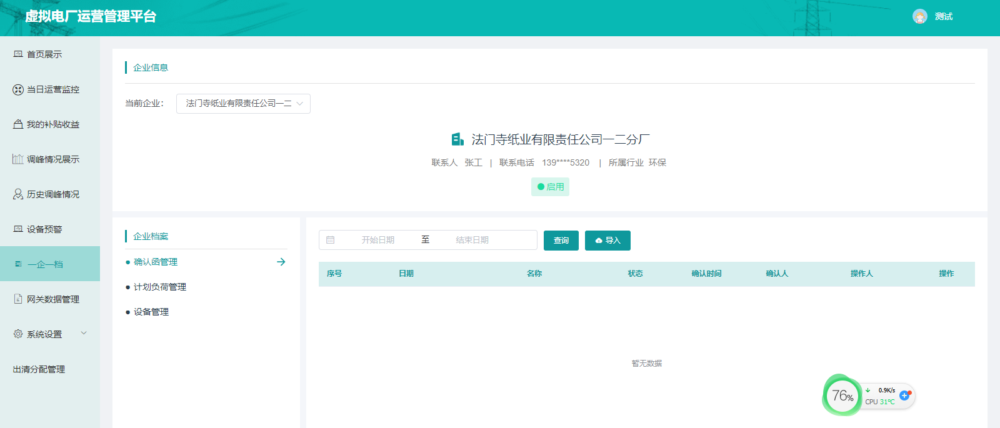 虚拟电厂运营管理平台
测试
首页展示
当日运营监控
我的补贴收益
调峰情况展示
历史调峰情况
设备预警
一企一档
网关数据管理
系统设置
出清分配管理
企业信息
当前企业：
法门寺纸业有限责任公司一二
法门寺纸业有限责任公司一二分厂
联系人 张工 | 联系电话 139****5320 | 所属行业 环保
启用
企业档案
确认函管理
计划负荷管理
设备管理
开始日期 至 结束日期 查询 导入
序号 日期 名称 状态 确认时间 确认人 操作人 操作
暂无数据
76%
0.9K/s
CPU 31°C